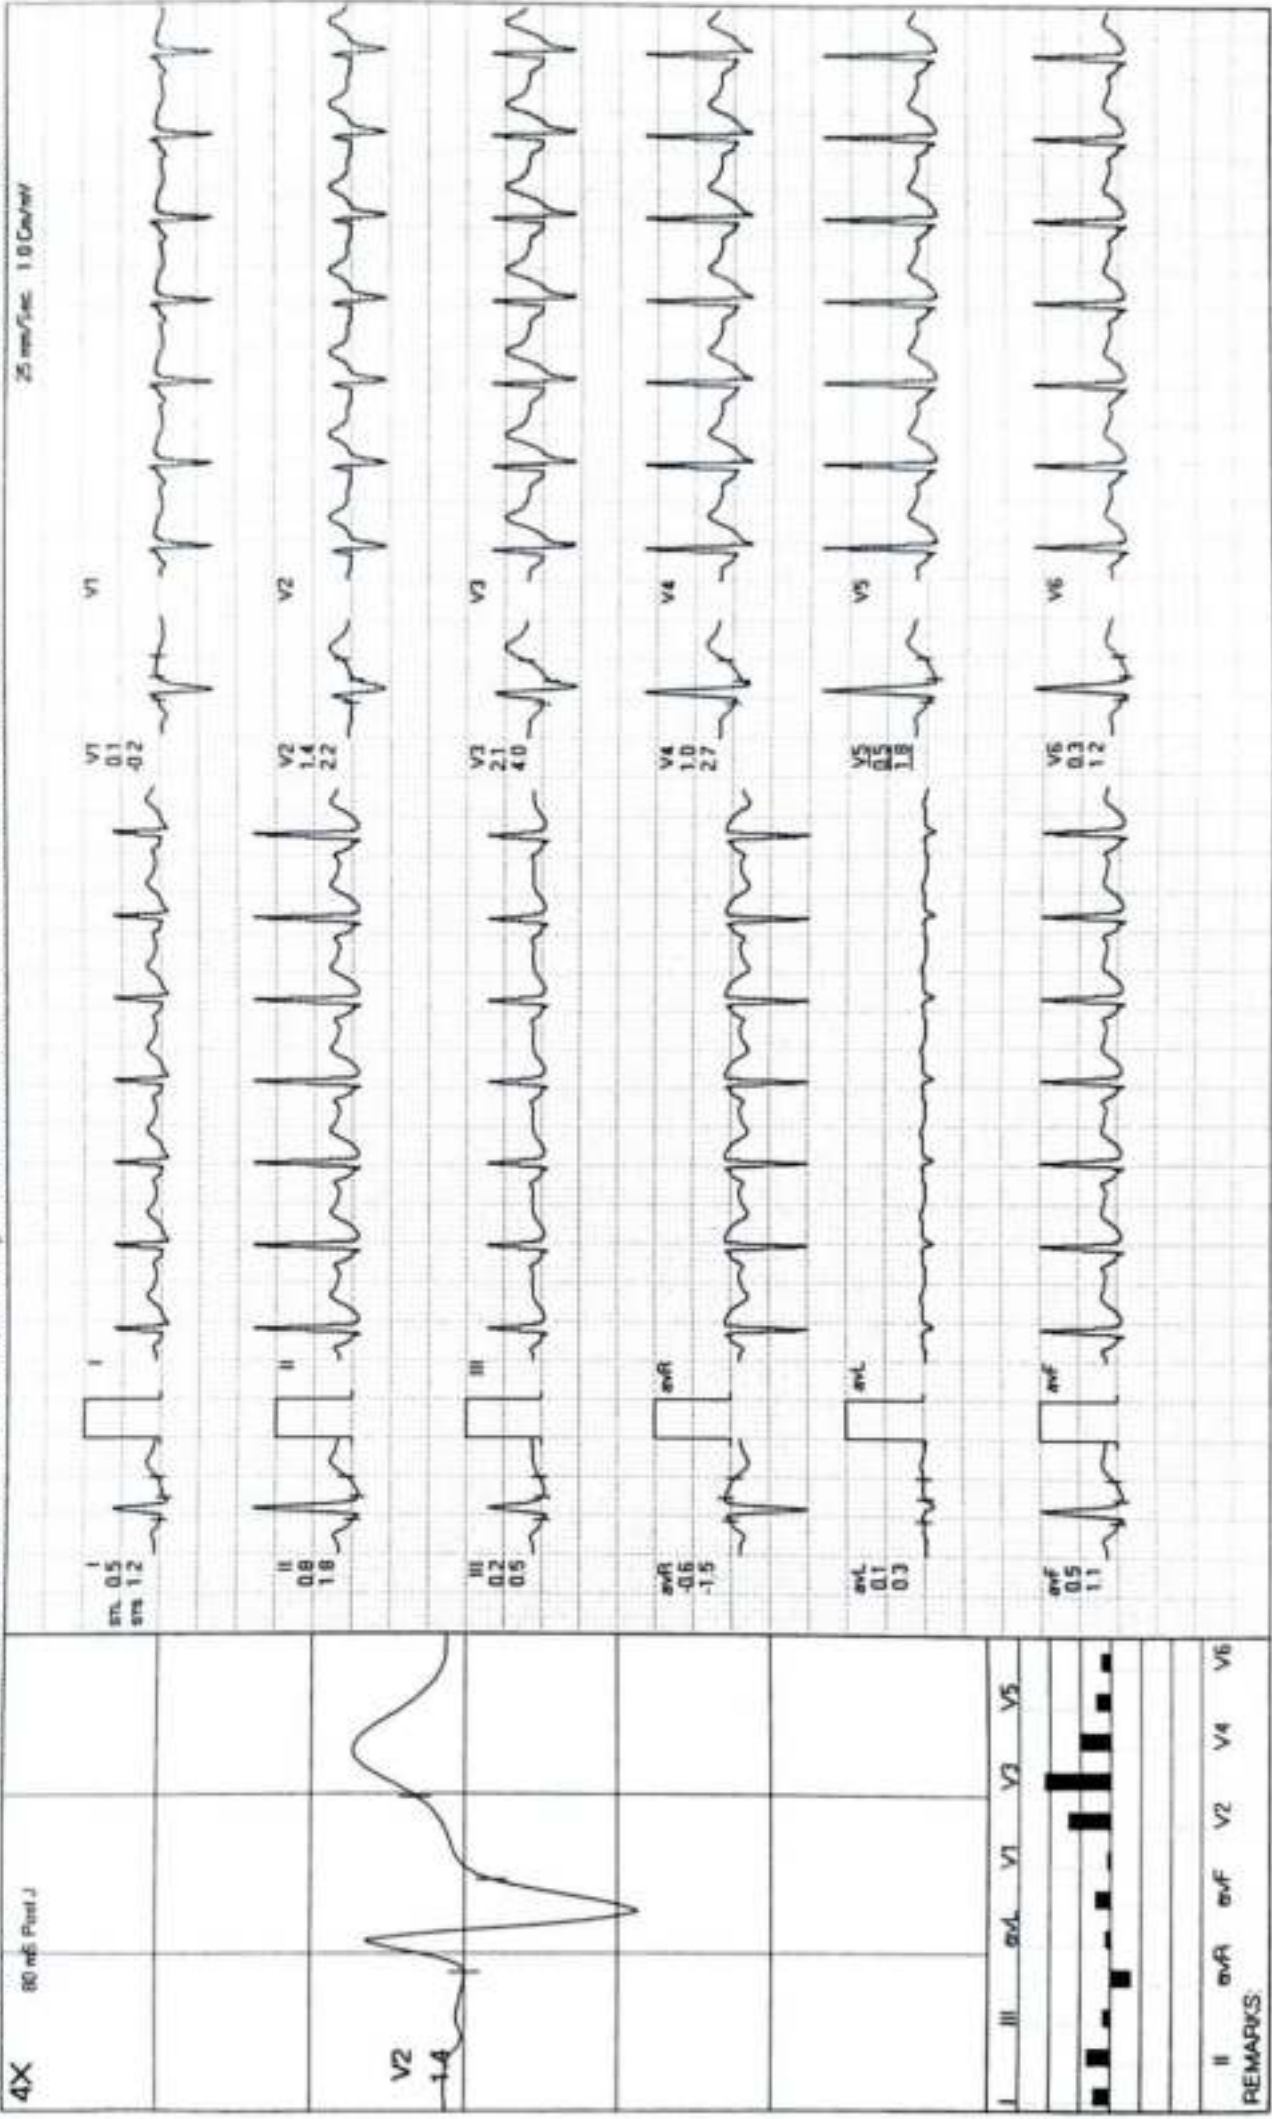 4X
80 mS Post J
25 mm/Sec. 1.0 Cm/mV
V2
1.4
I
STL 0.5
STS 1.2
I
V1
0.1
-0.2
V1
II
0.8
1.8
II
V2
1.4
2.2
V2
III
0.2
0.5
III
V3
2.1
4.0
V3
avR
-0.6
-1.5
avR
V4
1.0
2.7
V4
avL
0.1
0.3
avL
V5
0.5
1.8
V5
avF
0.5
1.1
avF
V6
0.3
1.2
V6
I III avL V1 V3 V5
II avR avF V2 V4 V6
REMARKS: